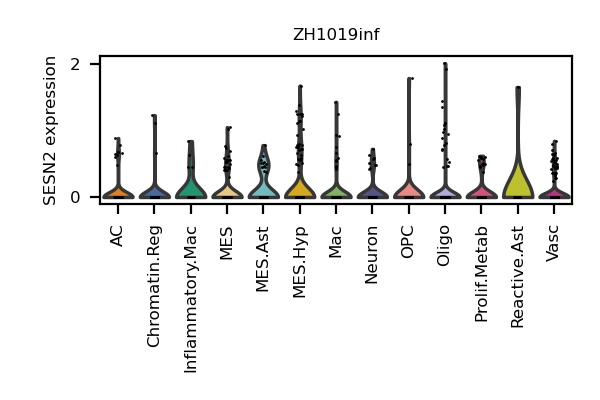 ZH1019inf
SESN2 expression
2
0
AC
Chromatin.Reg
Inflammatory.Mac
MES
MES.Ast
MES.Hyp
Mac
Neuron
OPC
Oligo
Prolif.Metab
Reactive.Ast
Vasc